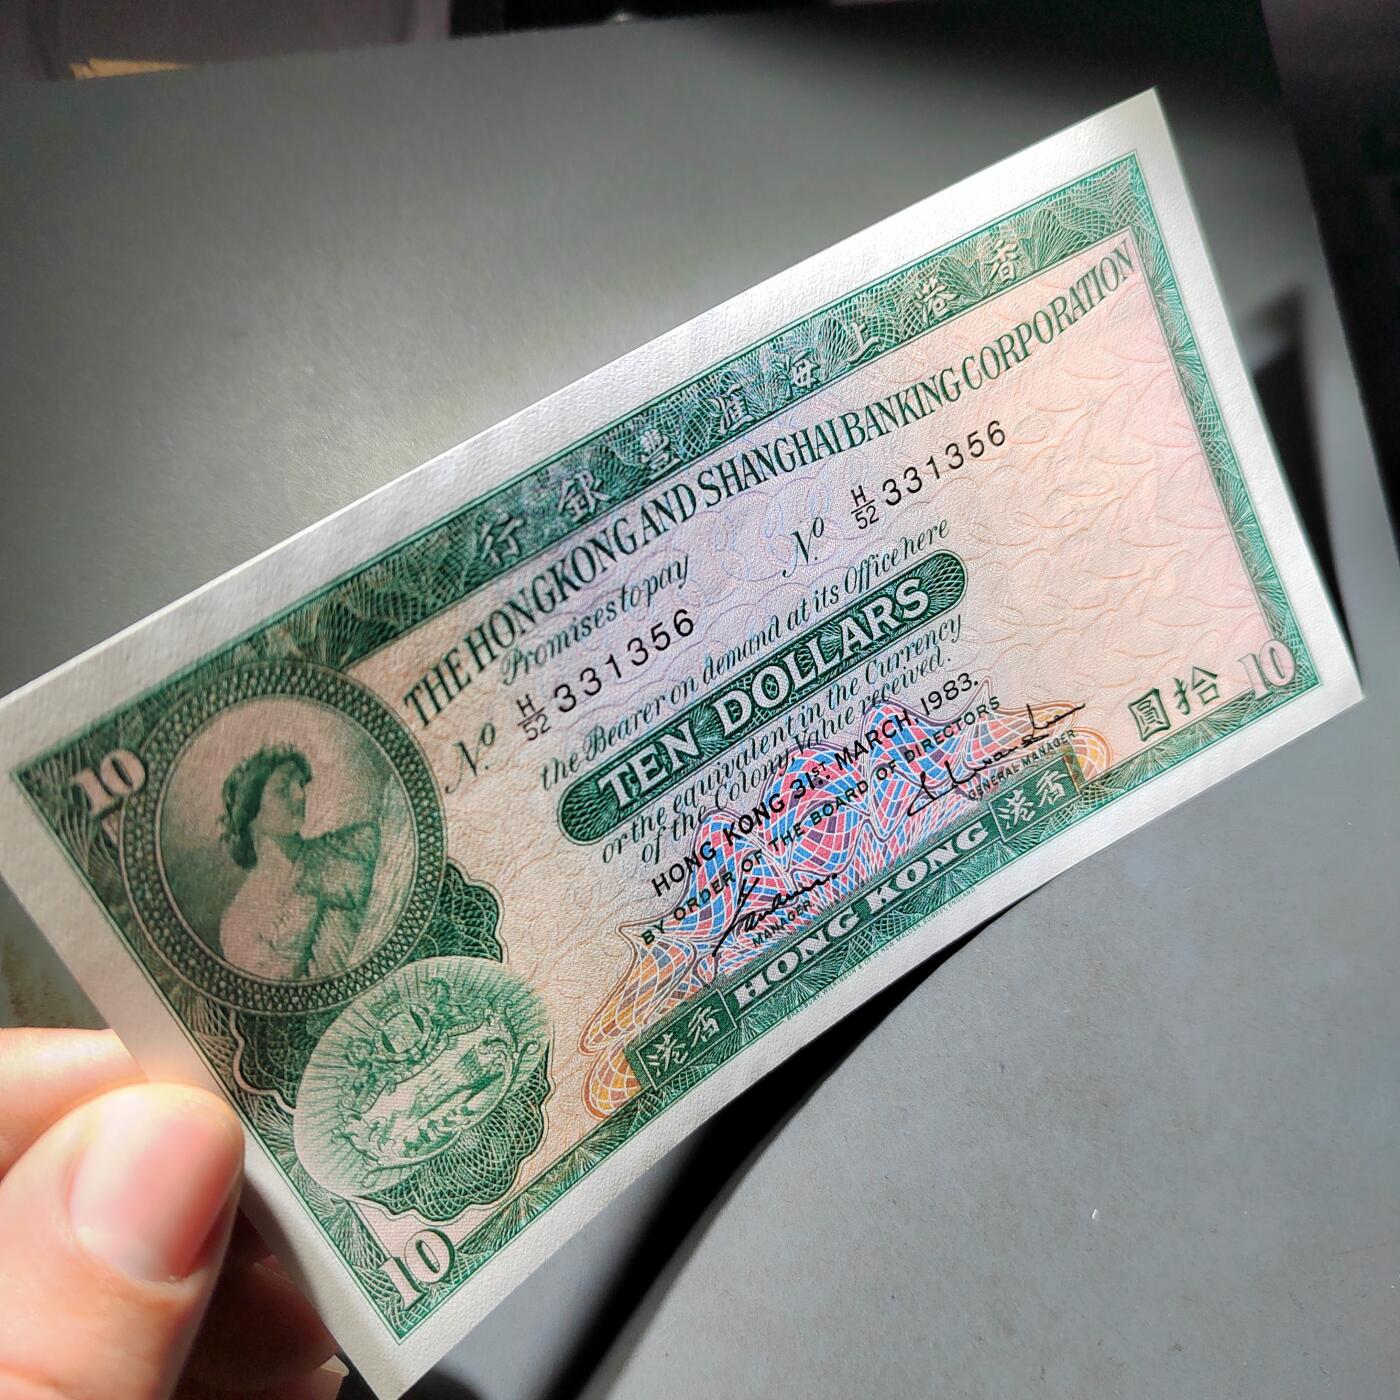 行銀豐滙海上港香
THE HONGKONG AND SHANGHAI BANKING CORPORATION
Promises to pay
Nº H/52 331356
Nº H/52 331356
the Bearer on demand at its Office here
TEN DOLLARS
or the equivalent in the Currency
of the Colony, Value received.
HONG KONG 31ST MARCH, 1983.
BY ORDER OF THE BOARD OF DIRECTORS
MANAGER
GENERAL MANAGER
港香
HONG KONG
港香
圓拾
10
10
10